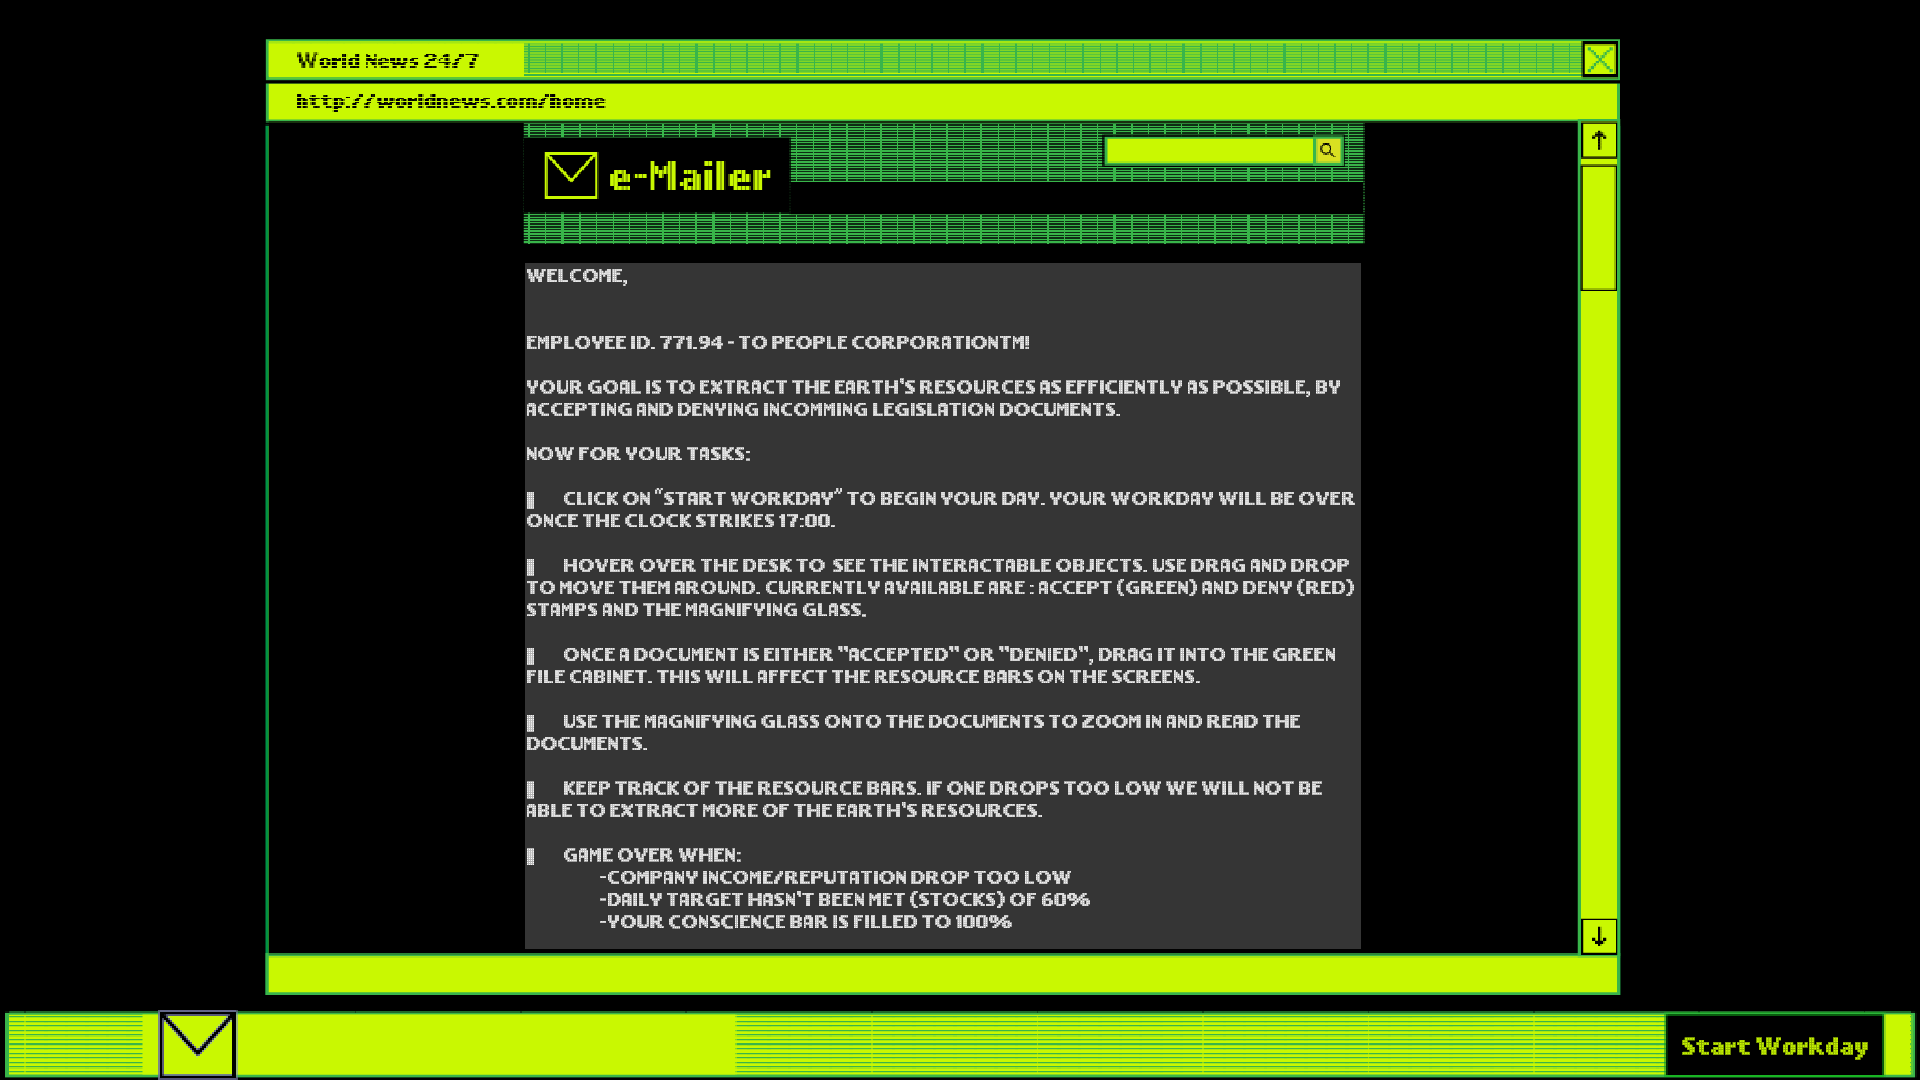 World News 24/7
http://worldnews.com/home
e-Mailer
WELCOME,
EMPLOYEE ID. 771.94 - TO PEOPLE CORPORATIONTM!
YOUR GOAL IS TO EXTRACT THE EARTH'S RESOURCES AS EFFICIENTLY AS POSSIBLE, BY
ACCEPTING AND DENYING INCOMMING LEGISLATION DOCUMENTS.
NOW FOR YOUR TASKS:
CLICK ON "START WORKDAY" TO BEGIN YOUR DAY. YOUR WORKDAY WILL BE OVER
ONCE THE CLOCK STRIKES 17:00.
HOVER OVER THE DESK TO SEE THE INTERACTABLE OBJECTS. USE DRAG AND DROP
TO MOVE THEM AROUND. CURRENTLY AVAILABLE ARE : ACCEPT (GREEN) AND DENY (RED)
STAMPS AND THE MAGNIFYING GLASS.
ONCE A DOCUMENT IS EITHER "ACCEPTED" OR "DENIED", DRAG IT INTO THE GREEN
FILE CABINET. THIS WILL AFFECT THE RESOURCE BARS ON THE SCREENS.
USE THE MAGNIFYING GLASS ONTO THE DOCUMENTS TO ZOOM IN AND READ THE
DOCUMENTS.
KEEP TRACK OF THE RESOURCE BARS. IF ONE DROPS TOO LOW WE WILL NOT BE
ABLE TO EXTRACT MORE OF THE EARTH'S RESOURCES.
GAME OVER WHEN:
-COMPANY INCOME/REPUTATION DROP TOO LOW
-DAILY TARGET HASN'T BEEN MET (STOCKS) OF 60%
-YOUR CONSCIENCE BAR IS FILLED TO 100%
Start Workday